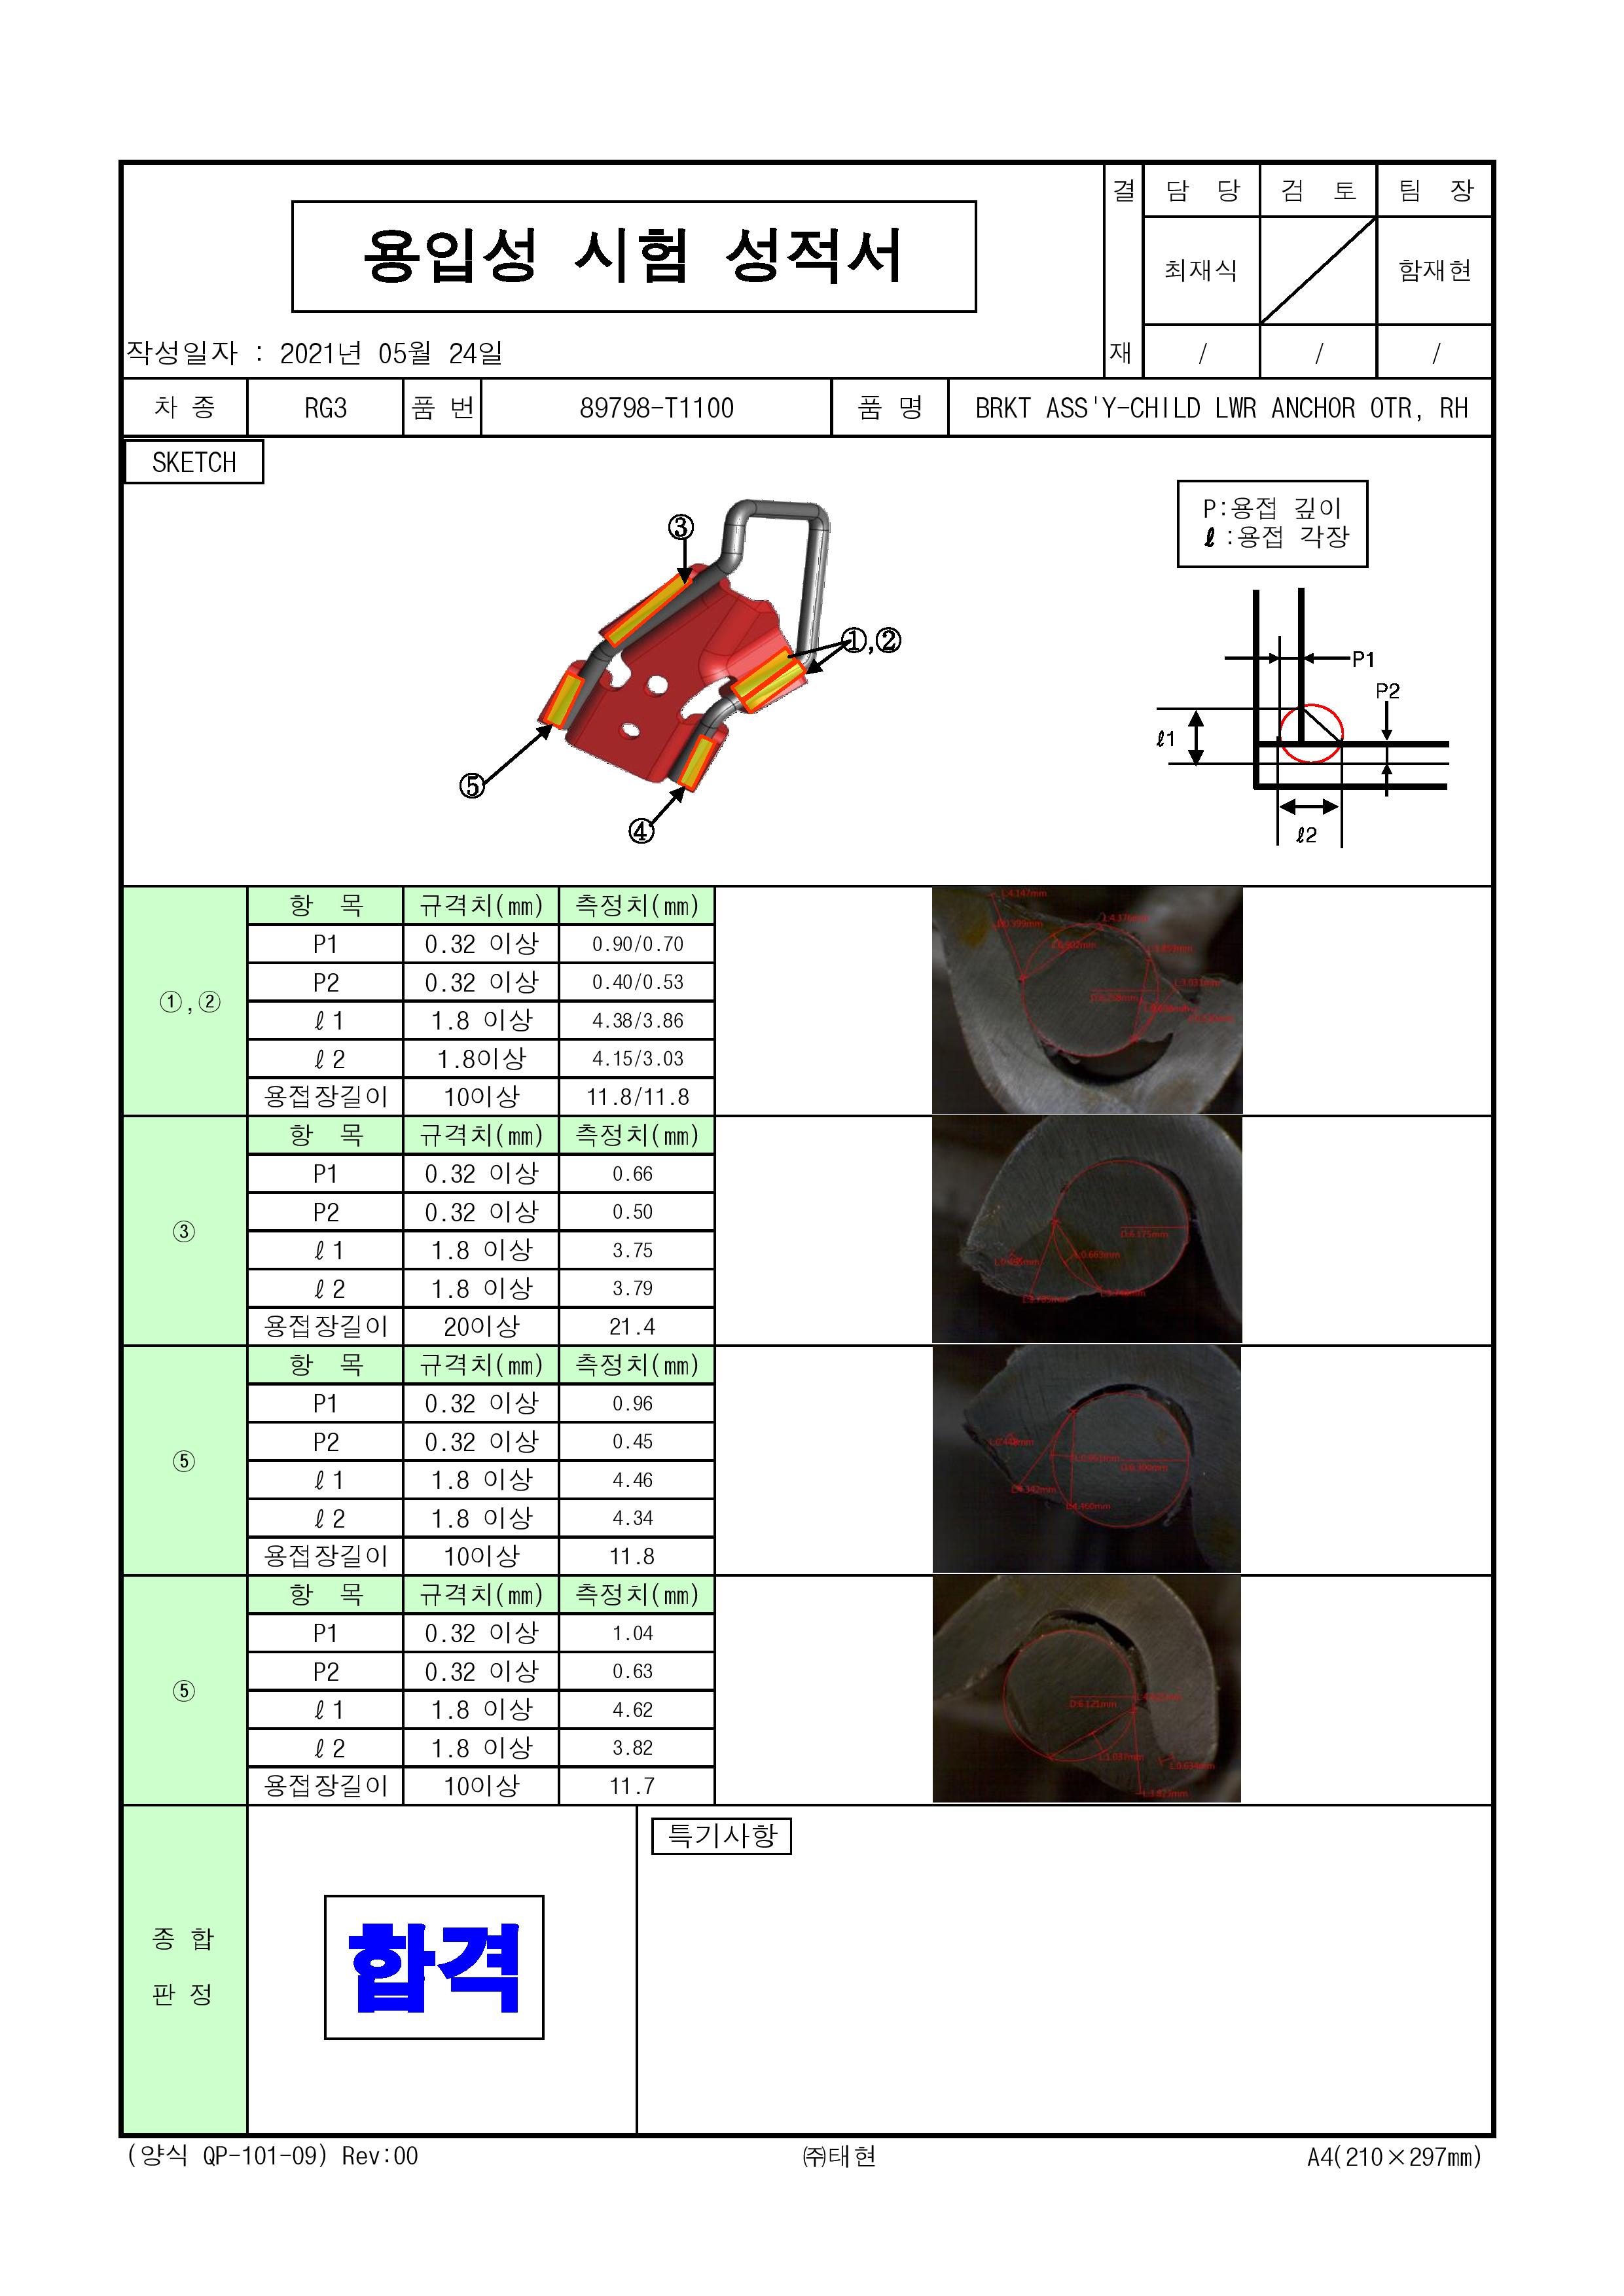 용입성 시험 성적서
결 재
담 당 검 토 팀 장
최재식 함재현
/ / /
작성일자 : 2021년 05월 24일
차 종 RG3 품 번 89798-T1100 품 명 BRKT ASS'Y-CHILD LWR ANCHOR OTR, RH
SKETCH
P:용접 깊이
ℓ :용접 각장
③
①,②
⑤
④
P1
P2
ℓ1
ℓ2
①,②
항 목 규격치(㎜) 측정치(㎜)
P1 0.32 이상 0.90/0.70
P2 0.32 이상 0.40/0.53
ℓ1 1.8 이상 4.38/3.86
ℓ2 1.8이상 4.15/3.03
용접장길이 10이상 11.8/11.8
L:4.147mm
③
항 목 규격치(㎜) 측정치(㎜)
P1 0.32 이상 0.66
P2 0.32 이상 0.50
ℓ1 1.8 이상 3.75
ℓ2 1.8 이상 3.79
용접장길이 20이상 21.4
D:6.175mm
L:0.663mm
⑤
항 목 규격치(㎜) 측정치(㎜)
P1 0.32 이상 0.96
P2 0.32 이상 0.45
ℓ1 1.8 이상 4.46
ℓ2 1.8 이상 4.34
용접장길이 10이상 11.8
⑤
항 목 규격치(㎜) 측정치(㎜)
P1 0.32 이상 1.04
P2 0.32 이상 0.63
ℓ1 1.8 이상 4.62
ℓ2 1.8 이상 3.82
용접장길이 10이상 11.7
D:6.121mm
종 합
판 정
합격
특기사항
(양식 QP-101-09) Rev:00 ㈜태현 A4(210×297㎜)